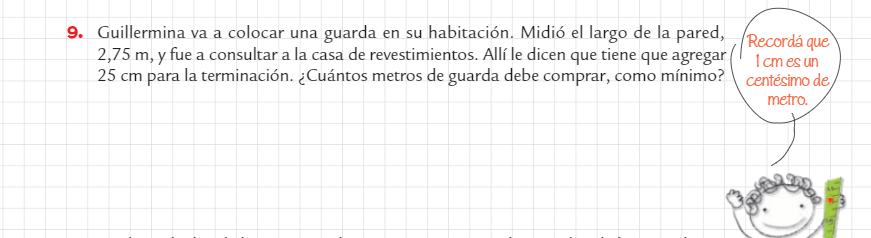 9. Guillermina va a colocar una guarda en su habitación. Midió el largo de la pared,
2,75 m, y fue a consultar a la casa de revestimientos. Allí le dicen que tiene que agregar
25 cm para la terminación. ¿Cuántos metros de guarda debe comprar, como mínimo?
Recordá que
1 cm es un
centésimo de
metro.